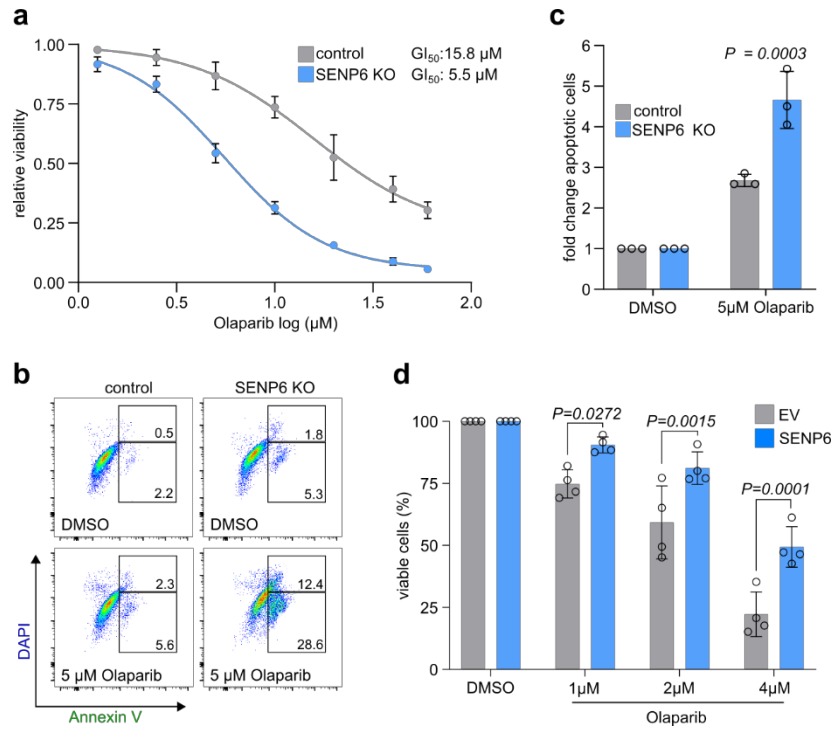 a
relative viability
1.00
0.75
0.50
0.25
0.00
0.0 0.5 1.0 1.5 2.0
Olaparib log (µM)
control GI50:15.8 µM
SENP6 KO GI50: 5.5 µM
c
fold change apoptotic cells
6
5
4
3
2
1
0
P = 0.0003
control
SENP6 KO
DMSO 5µM Olaparib
b
control SENP6 KO
0.5
2.2
DMSO
1.8
5.3
2.3
5.6
5 µM Olaparib
12.4
28.6
DAPI
Annexin V
d
viable cells (%)
100
75
50
25
0
P=0.0272
P=0.0015
P=0.0001
EV
SENP6
DMSO 1µM 2µM 4µM
Olaparib